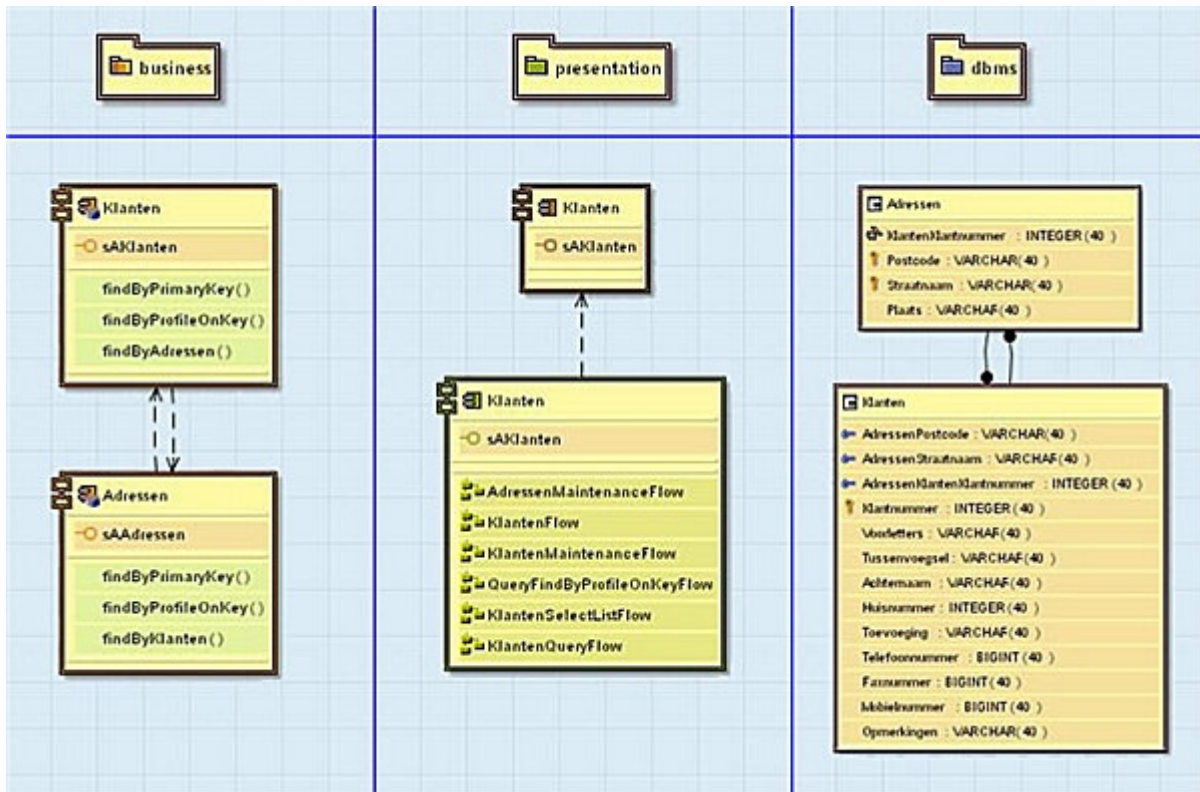 business
presentation
dbms
Klanten
sAKlanten
findByPrimaryKey()
findByProfileOnKey()
findByAdressen()
Adressen
sAAdressen
findByPrimaryKey()
findByProfileOnKey()
findByKlanten()
Klanten
sAKlanten
Klanten
sAKlanten
AdressenMaintenanceFlow
KlantenFlow
KlantenMaintenanceFlow
QueryFindByProfileOnKeyFlow
KlantenSelectListFlow
KlantenQueryFlow
Adressen
KlantenKlantnummer : INTEGER(40 )
Postcode : VARCHAR(40 )
Straatnaam : VARCHAR(40 )
Plaats : VARCHAR(40 )
Klanten
AdressenPostcode : VARCHAR(40 )
AdressenStraatnaam : VARCHAR(40 )
AdressenKlantenKlantnummer : INTEGER (40 )
Klantnummer : INTEGER (40 )
Voorletters : VARCHAR(40 )
Tussenvoegsel : VARCHAR(40 )
Achternaam : VARCHAR(40 )
Huisnummer : INTEGER(40 )
Toevoeging : VARCHAR(40 )
Telefoonnummer : BIGINT (40 )
Faxnummer : BIGINT(40 )
Mobielnummer : BIGINT (40 )
Opmerkingen : VARCHAR(40 )